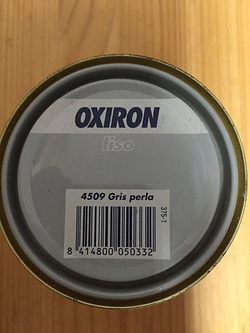 OXIRON
liso
4509 Gris perla
375-1
8 414800 050332